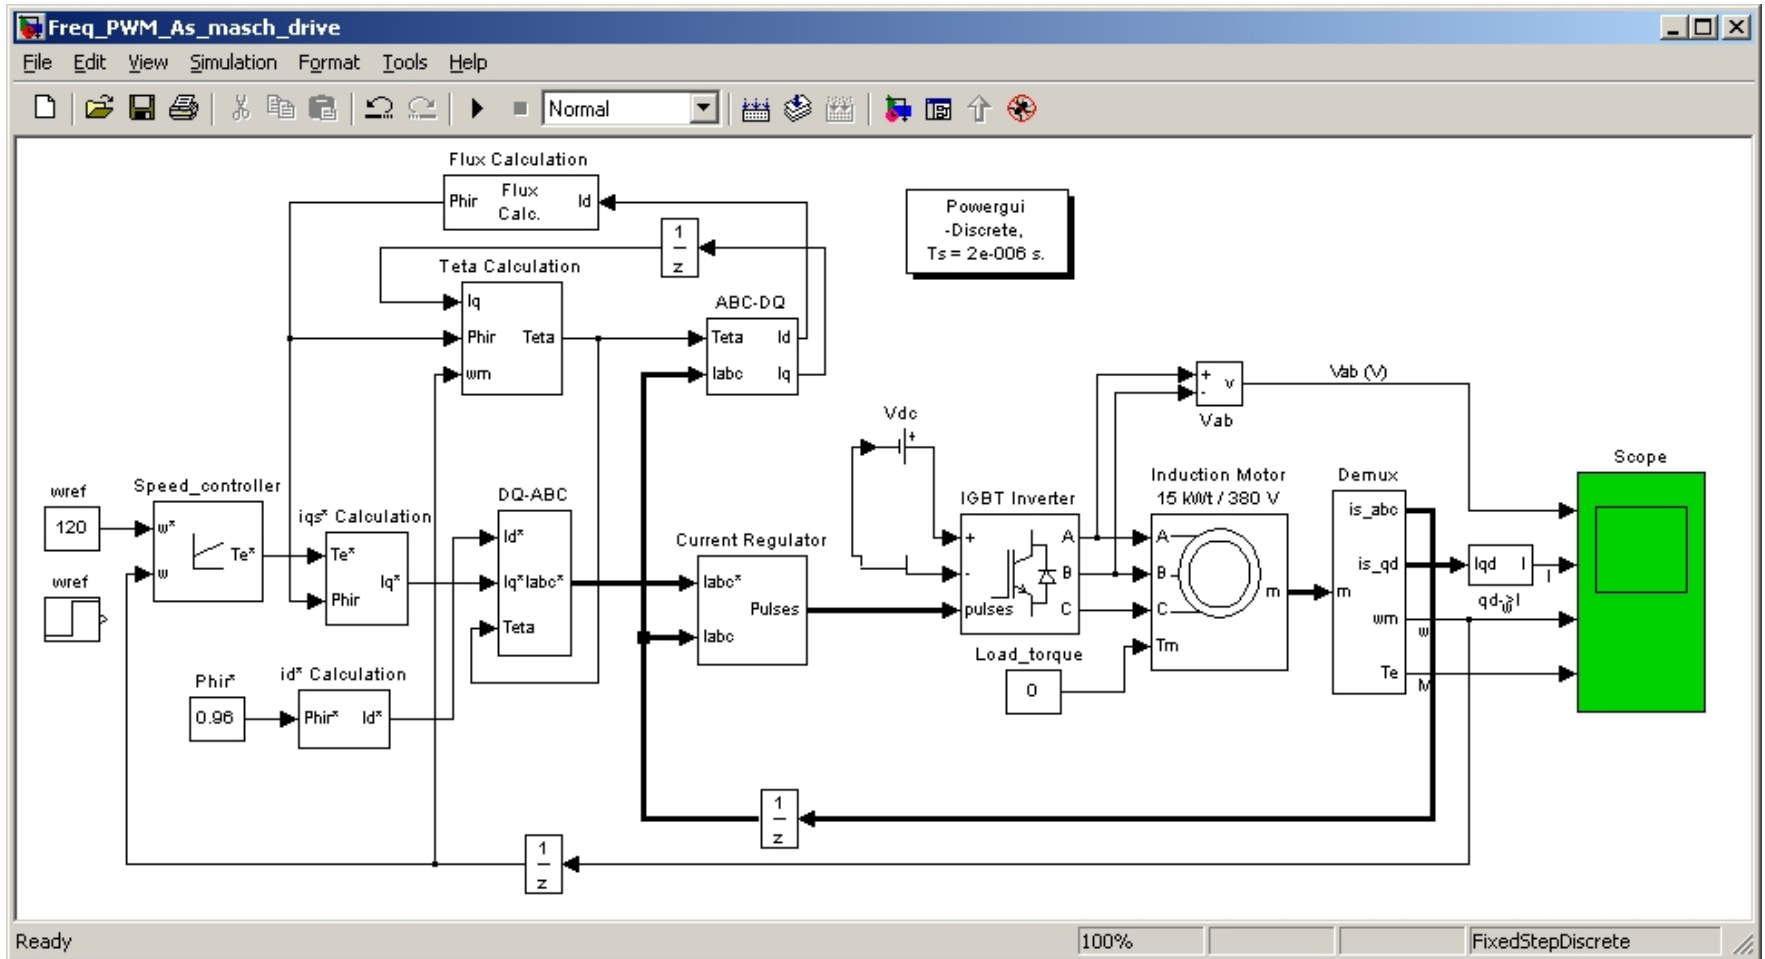 Freq_PWM_As_masch_drive
File Edit View Simulation Format Tools Help
Normal
Flux Calculation
Phir Flux Calc. Id
1
z
Powergui
-Discrete,
Ts = 2e-006 s.
Teta Calculation
Iq
Phir Teta
wm
ABC-DQ
Teta Id
Iabc Iq
+
-
v
Vab
Vab (V)
Vdc
+
wref
120
wref
Speed_controller
w*
Te*
w
iqs* Calculation
Te*
Iq*
Phir
DQ-ABC
Id*
Iq* Iabc*
Teta
Current Regulator
Iabc*
Pulses
Iabc
IGBT Inverter
+ A
- B
pulses C
Induction Motor
15 kWt / 380 V
A
B
m
C
Tm
Load_torque
0
Demux
is_abc
is_qd
m
wm
Te
Iqd I
I
qd->I
w
M
Scope
Phir*
0.96
id* Calculation
Phir* Id*
1
z
1
z
Ready 100% FixedStepDiscrete